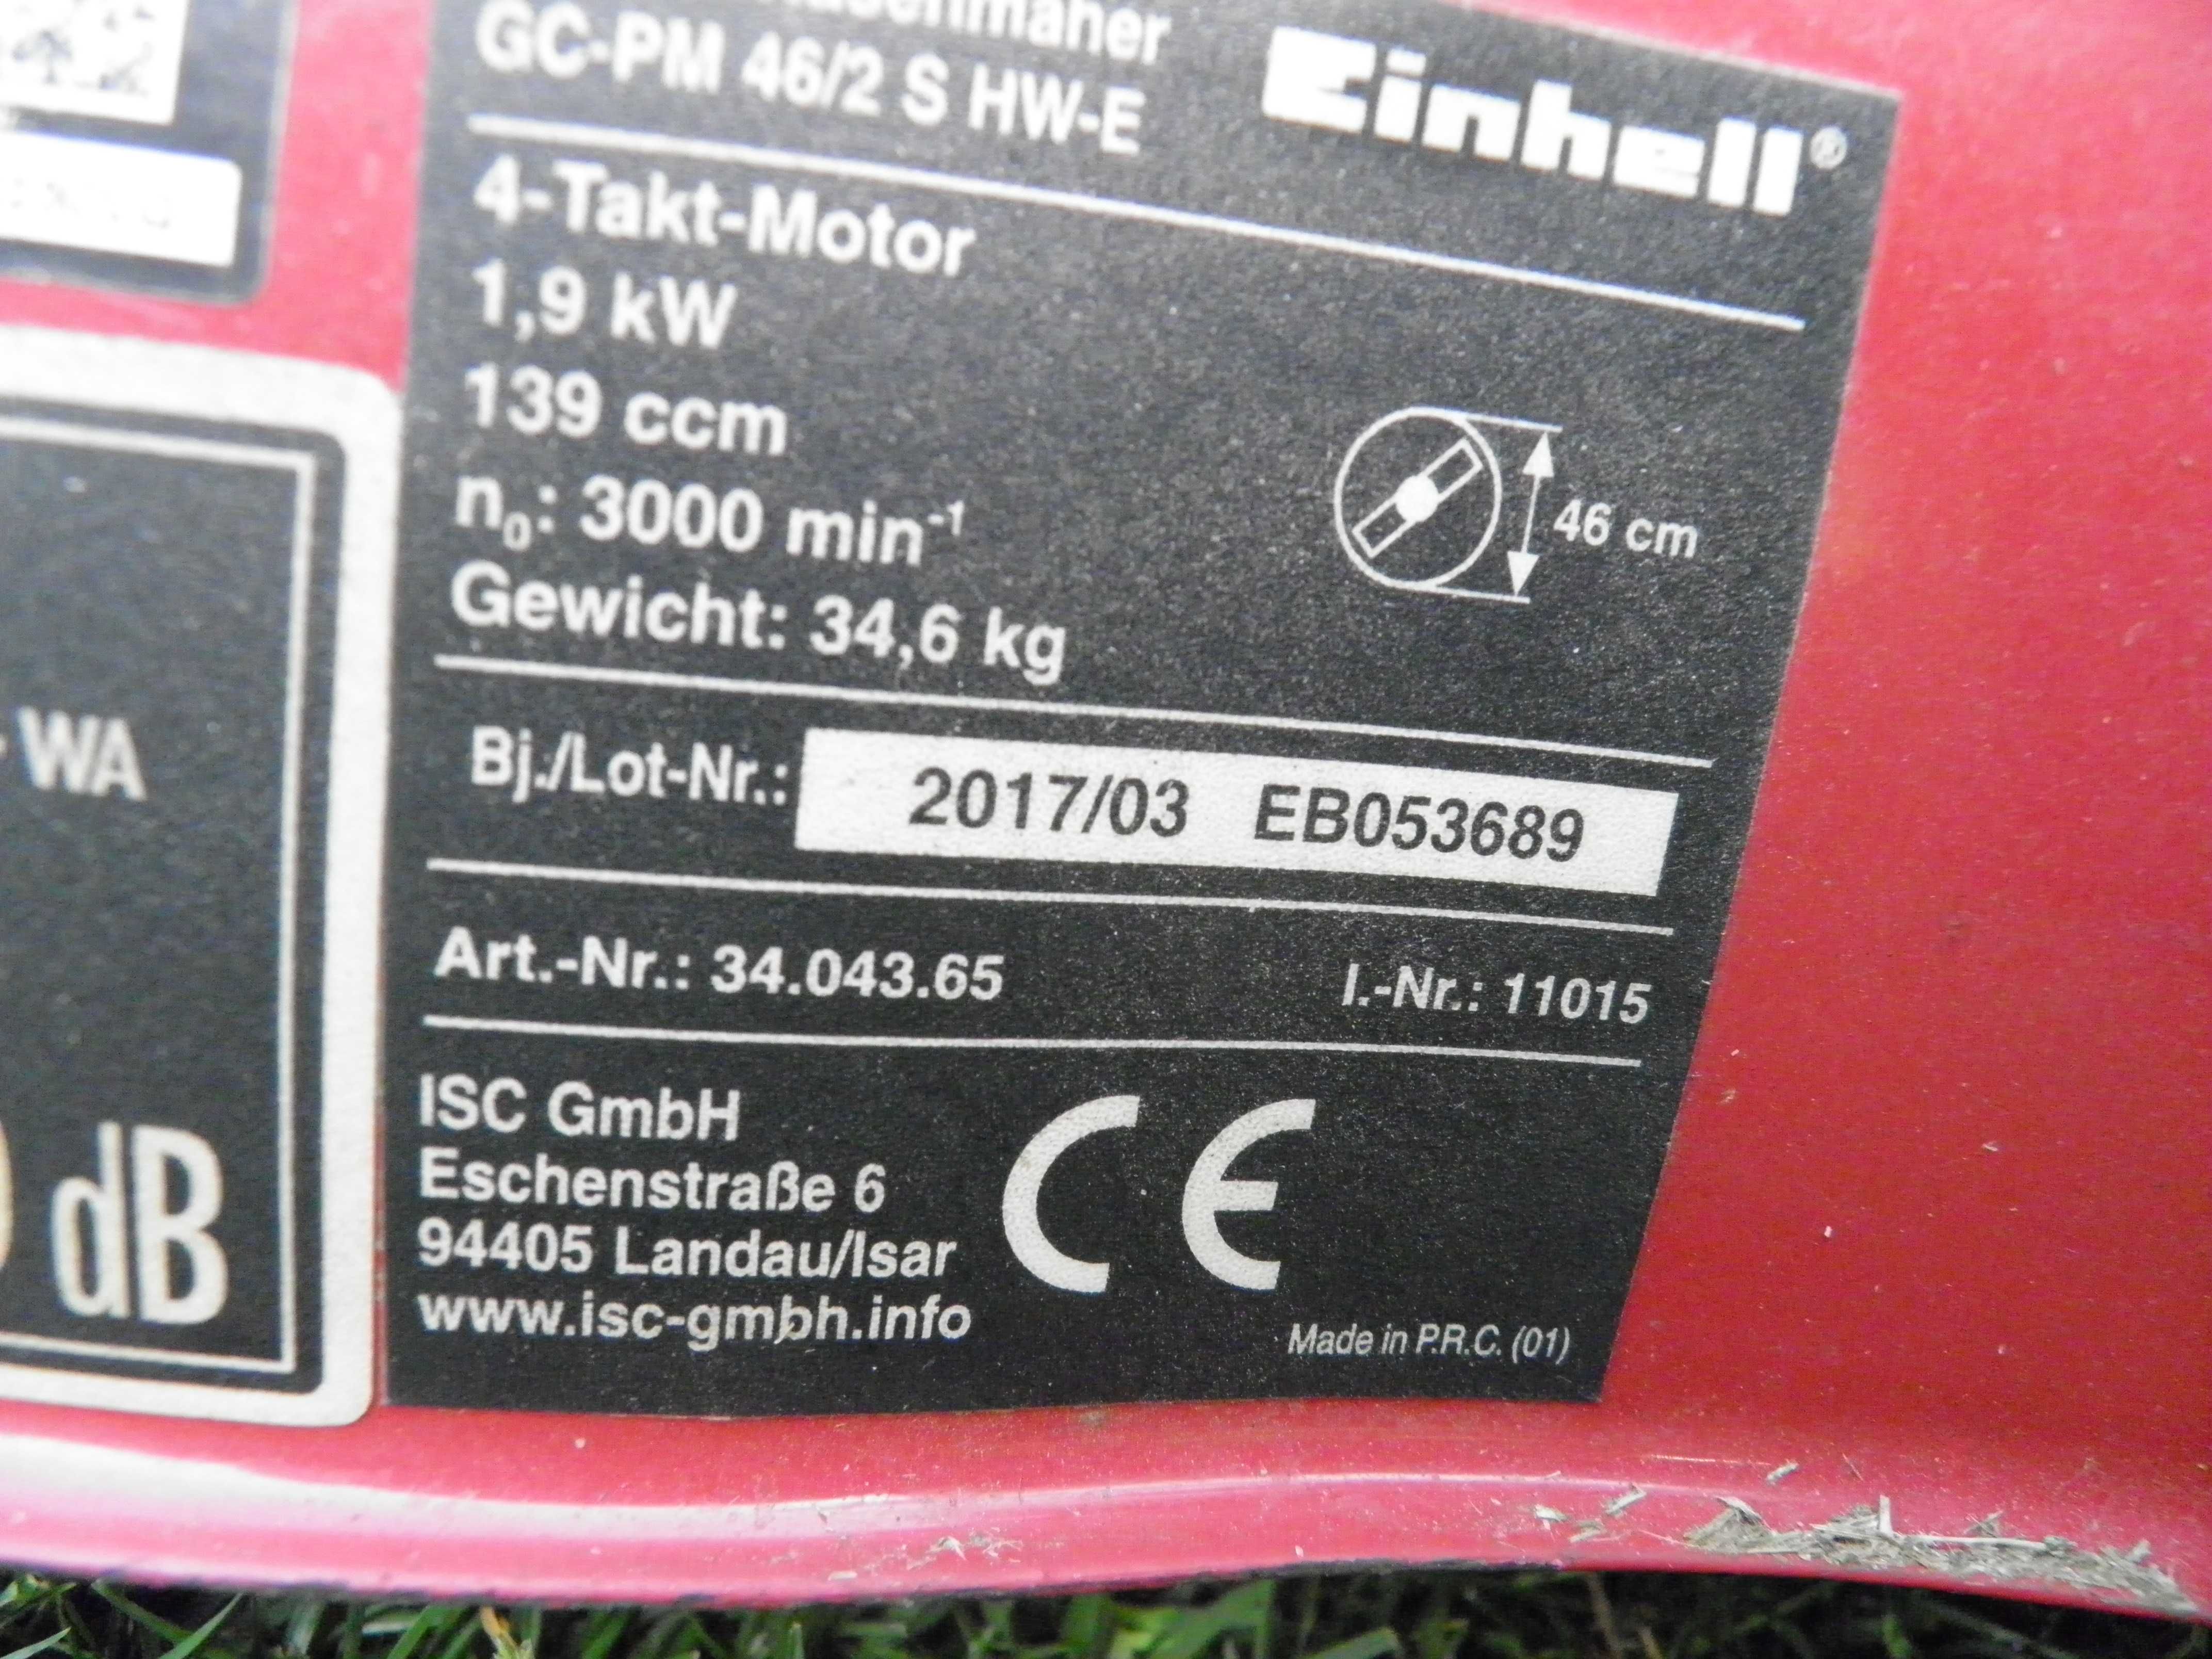 GC-PM 46/2 S HW-E
Einhell®
4-Takt-Motor
1,9 kW
139 ccm
n₀: 3000 min⁻¹
46 cm
Gewicht: 34,6 kg
Bj./Lot-Nr.: 2017/03 EB053689
Art.-Nr.: 34.043.65 I.-Nr.: 11015
ISC GmbH
Eschenstraße 6
94405 Landau/Isar
www.isc-gmbh.info
CE
Made in P.R.C. (01)
WA
dB